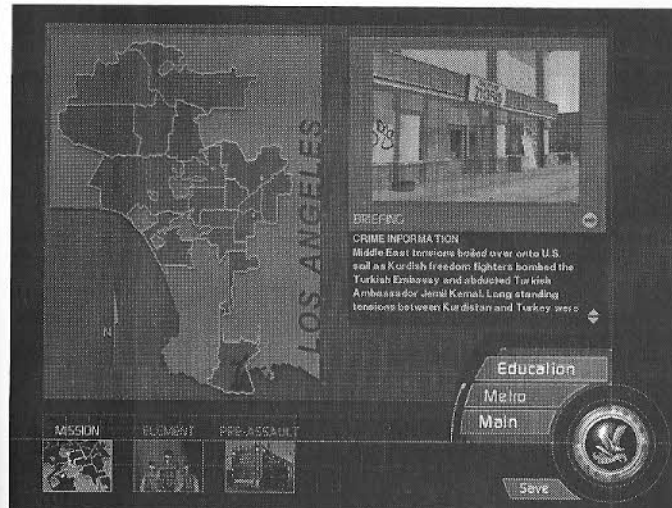 LOS ANGELES
BRIEFING
CRIME INFORMATION
Middle East tensions boiled over onto U.S.
soil as Kurdish freedom fighters bombed the
Turkish Embassy and abducted Turkish
Ambassador Jemil Kemal. Long standing
tensions between Kurdistan and Turkey were
Education
Metro
Main
MISSION
ELEMENT
PRE-ASSAULT
Save
N